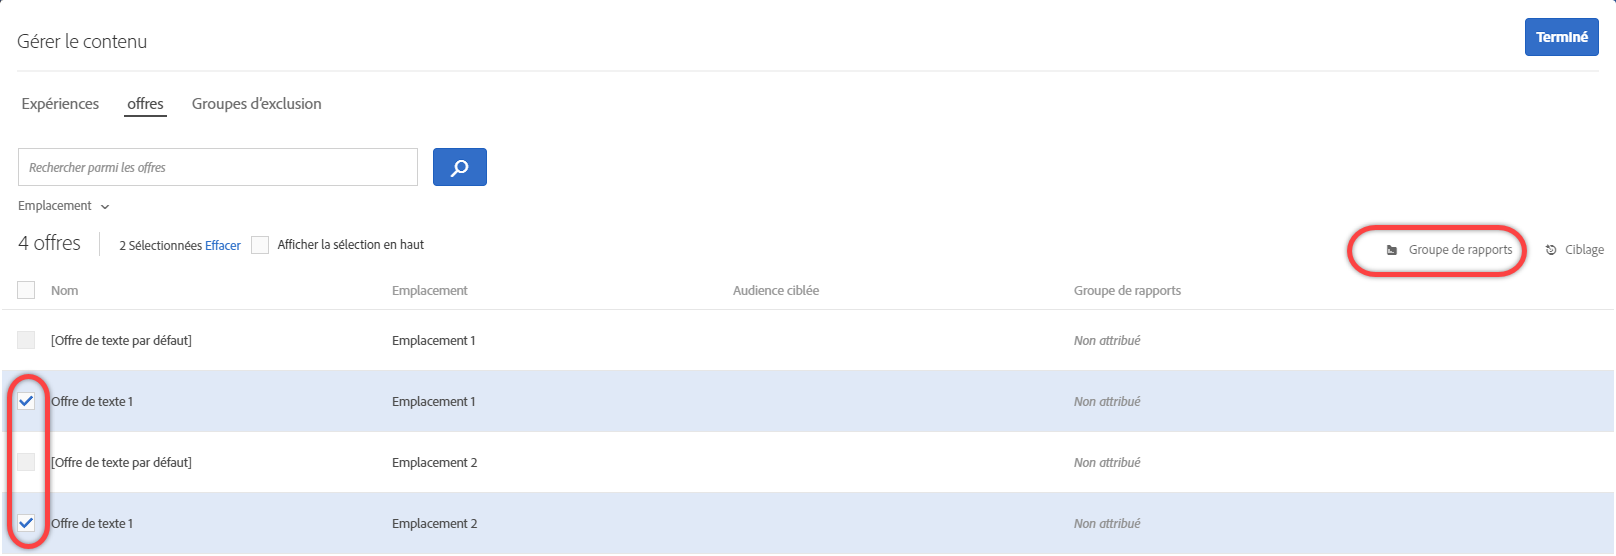 Gérer le contenu
Terminé
Expériences offres Groupes d'exclusion
Rechercher parmi les offres
Emplacement
4 offres 2 Sélectionnées Effacer Afficher la sélection en haut Groupe de rapports Ciblage
Nom Emplacement Audience ciblée Groupe de rapports
[Offre de texte par défaut] Emplacement 1 Non attribué
Offre de texte 1 Emplacement 1 Non attribué
[Offre de texte par défaut] Emplacement 2 Non attribué
Offre de texte 1 Emplacement 2 Non attribué